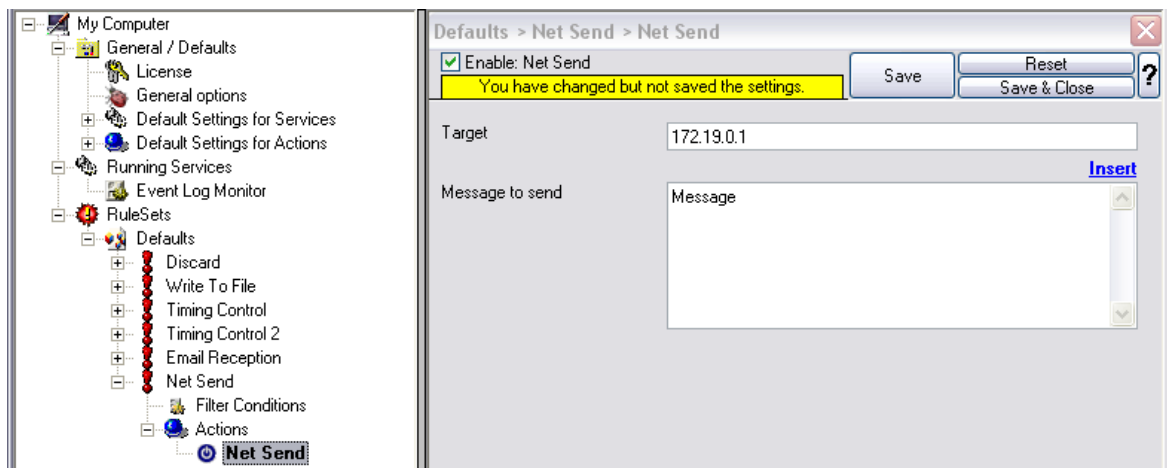 My Computer
General / Defaults
License
General options
Default Settings for Services
Default Settings for Actions
Running Services
Event Log Monitor
RuleSets
Defaults
Discard
Write To File
Timing Control
Timing Control 2
Email Reception
Net Send
Filter Conditions
Actions
Net Send
Defaults > Net Send > Net Send
Enable: Net Send
You have changed but not saved the settings.
Save
Reset
Save & Close
?
Target
172.19.0.1
Insert
Message to send
Message